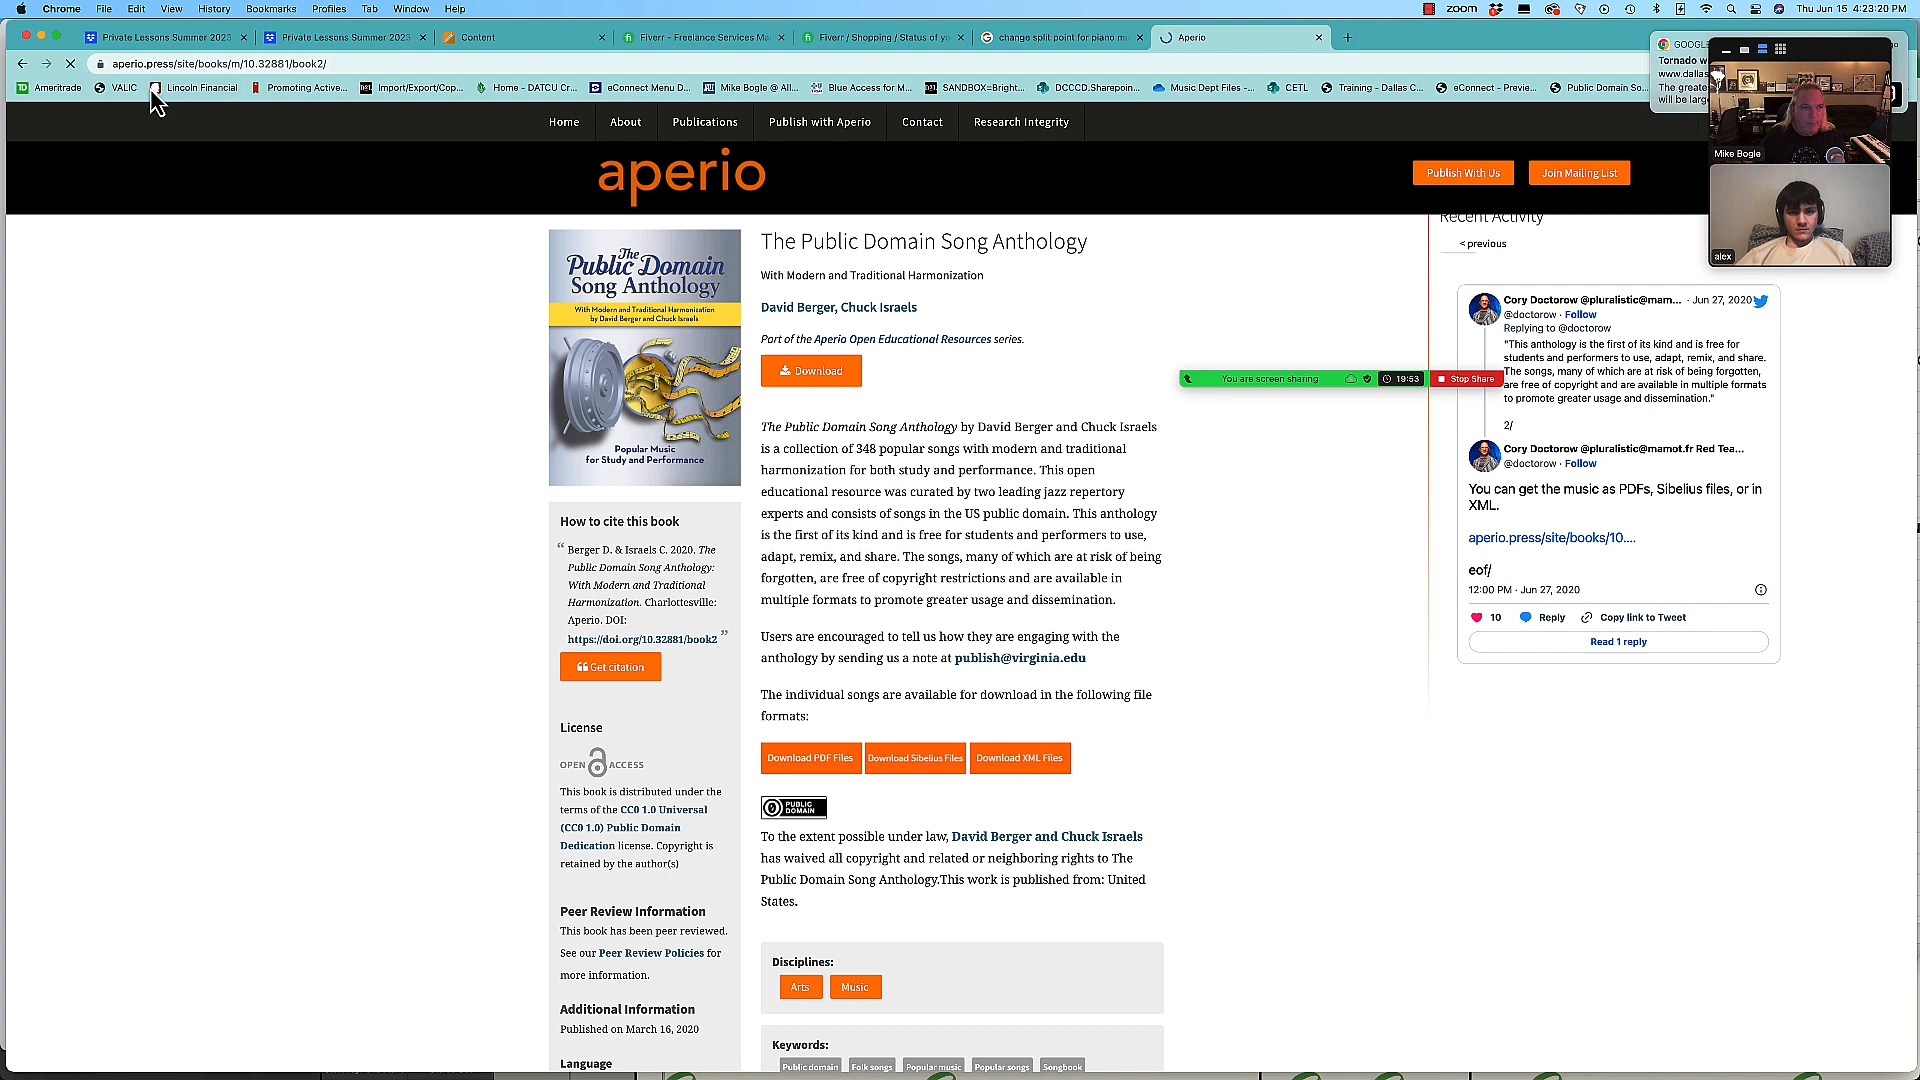 Chrome File Edit View History Bookmarks Profiles Tab Window Help
zoom
Thu Jun 15 4:23:20 PM
Private Lessons Summer 2023
Private Lessons Summer 2023
Content
Fiverr - Freelance Services Ma
Fiverr / Shopping / Status of yo
change split point for piano mu
Aperio
aperio.press/site/books/m/10.32881/book2/
Ameritrade
VALIC
Lincoln Financial
Promoting Active...
Import/Export/Cop...
Home - DATCU Cr...
eConnect Menu D...
Mike Bogle @ All...
Blue Access for M...
SANDBOX=Bright...
DCCCD.Sharepoin...
Music Dept Files -...
CETL
Training - Dallas C...
eConnect - Previe...
Public Domain So...
GOOGLE
Tornado w
www.dallas
The greate
will be larg
Mike Bogle
alex
Home About Publications Publish with Aperio Contact Research Integrity
aperio
Publish With Us
Join Mailing List
The
Public Domain
Song Anthology
With Modern and Traditional Harmonization
by David Berger and Chuck Israels
Popular Music
for Study and Performance
How to cite this book
“ Berger D. & Israels C. 2020. The
Public Domain Song Anthology:
With Modern and Traditional
Harmonization. Charlottesville:
Aperio. DOI:
https://doi.org/10.32881/book2 ”
Get citation
License
OPEN ACCESS
This book is distributed under the
terms of the CC0 1.0 Universal
(CC0 1.0) Public Domain
Dedication license. Copyright is
retained by the author(s)
Peer Review Information
This book has been peer reviewed.
See our Peer Review Policies for
more information.
Additional Information
Published on March 16, 2020
Language
The Public Domain Song Anthology
With Modern and Traditional Harmonization
David Berger, Chuck Israels
Part of the Aperio Open Educational Resources series.
Download
The Public Domain Song Anthology by David Berger and Chuck Israels
is a collection of 348 popular songs with modern and traditional
harmonization for both study and performance. This open
educational resource was curated by two leading jazz repertory
experts and consists of songs in the US public domain. This anthology
is the first of its kind and is free for students and performers to use,
adapt, remix, and share. The songs, many of which are at risk of being
forgotten, are free of copyright restrictions and are available in
multiple formats to promote greater usage and dissemination.
Users are encouraged to tell us how they are engaging with the
anthology by sending us a note at publish@virginia.edu
The individual songs are available for download in the following file
formats:
Download PDF Files
Download Sibelius Files
Download XML Files
PUBLIC
DOMAIN
To the extent possible under law, David Berger and Chuck Israels
has waived all copyright and related or neighboring rights to The
Public Domain Song Anthology.This work is published from: United
States.
Disciplines:
Arts
Music
Keywords:
Public domain
Folk songs
Popular music
Popular songs
Songbook
You are screen sharing
19:53
Stop Share
Recent Activity
< previous
Cory Doctorow @pluralistic@mam... · Jun 27, 2020
@doctorow · Follow
Replying to @doctorow
"This anthology is the first of its kind and is free for
students and performers to use, adapt, remix, and share.
The songs, many of which are at risk of being forgotten,
are free of copyright and are available in multiple formats
to promote greater usage and dissemination."
2/
Cory Doctorow @pluralistic@mamot.fr Red Tea...
@doctorow · Follow
You can get the music as PDFs, Sibelius files, or in
XML.
aperio.press/site/books/10....
eof/
12:00 PM · Jun 27, 2020
10
Reply
Copy link to Tweet
Read 1 reply